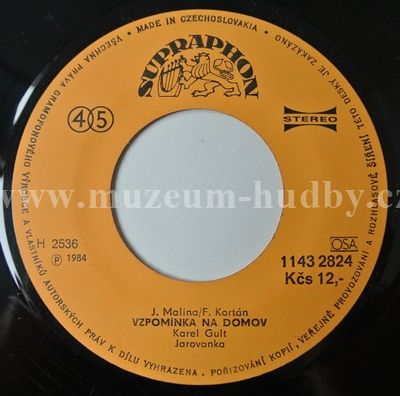 • MADE IN CZECHOSLOVAKIA •
VŠECHNA PRÁVA GRAMOFONOVÉHO VÝROBCE A VLASTNÍKŮ AUTORSKÝCH PRÁV K DÍLU VYHRAZENA. POŘIZOVÁNÍ KOPIÍ, VEŘEJNÉ PROVOZOVÁNÍ A ROZHLASOVÉ ŠÍŘENÍ TÉTO DESKY JE ZAKÁZÁNO
SUPRAPHON
45
STEREO
www.muzeum-hudby.cz
H 2536
OSA
℗ 1984
1143 2824
Kčs 12,-
J. Malina/F. Kortán
VZPOMÍNKA NA DOMOV
Karel Gult
Jarovanka